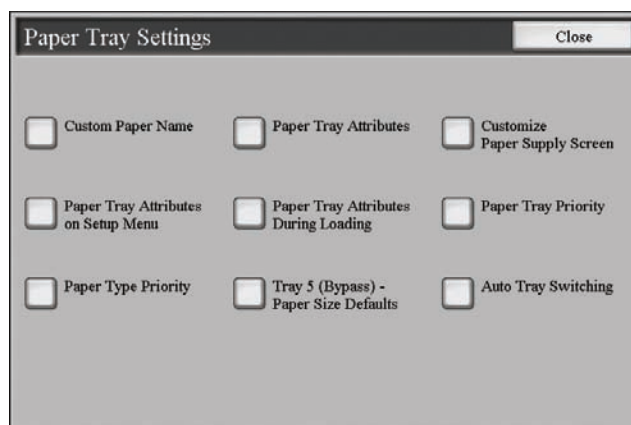 Paper Tray Settings
Close
Custom Paper Name
Paper Tray Attributes
Customize
Paper Supply Screen
Paper Tray Attributes
on Setup Menu
Paper Tray Attributes
During Loading
Paper Tray Priority
Paper Type Priority
Tray 5 (Bypass) -
Paper Size Defaults
Auto Tray Switching